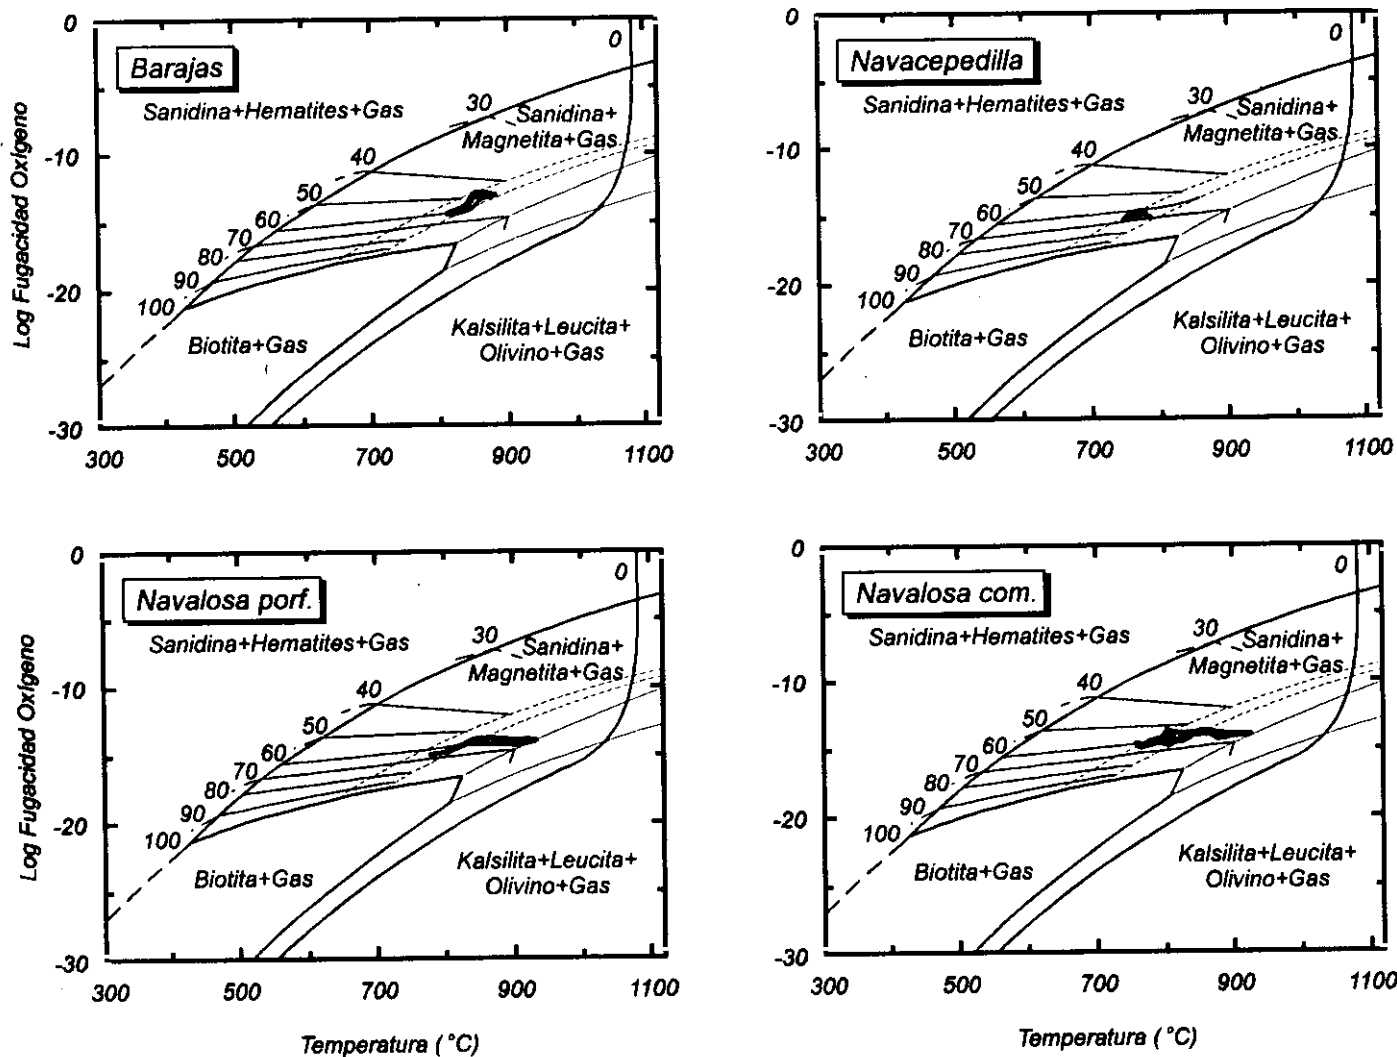 0
Barajas
0
Sanidina+Hematites+Gas
30
Sanidina+
Magnetita+Gas
-10
40
50
60
70
80
90
100
-20
Biotita+Gas
Kalsilita+Leucita+
Olivino+Gas
-30
300
500
700
900
1100
Log Fugacidad Oxígeno
0
Navacepedilla
0
Sanidina+Hematites+Gas
30
Sanidina+
Magnetita+Gas
-10
40
50
60
70
80
90
100
-20
Biotita+Gas
Kalsilita+Leucita+
Olivino+Gas
-30
300
500
700
900
1100
0
Navalosa porf.
0
Sanidina+Hematites+Gas
30
Sanidina+
Magnetita+Gas
-10
40
50
60
70
80
90
100
-20
Biotita+Gas
Kalsilita+Leucita+
Olivino+Gas
-30
300
500
700
900
1100
Log Fugacidad Oxígeno
Temperatura (°C)
0
Navalosa com.
0
Sanidina+Hematites+Gas
30
Sanidina+
Magnetita+Gas
-10
40
50
60
70
80
90
100
-20
Biotita+Gas
Kalsilita+Leucita+
Olivino+Gas
-30
300
500
700
900
1100
Temperatura (°C)